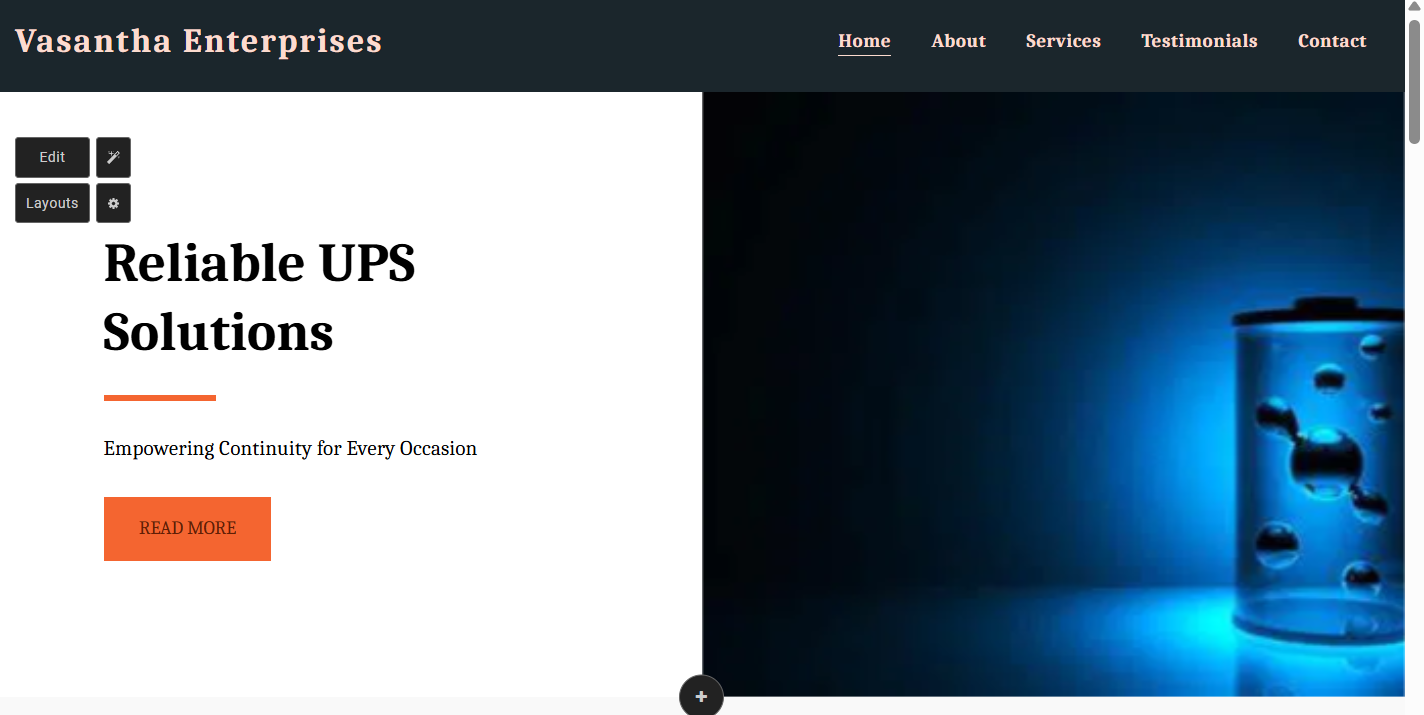 Vasantha Enterprises
Home About Services Testimonials Contact
Edit
Layouts
Reliable UPS
Solutions
Empowering Continuity for Every Occasion
READ MORE